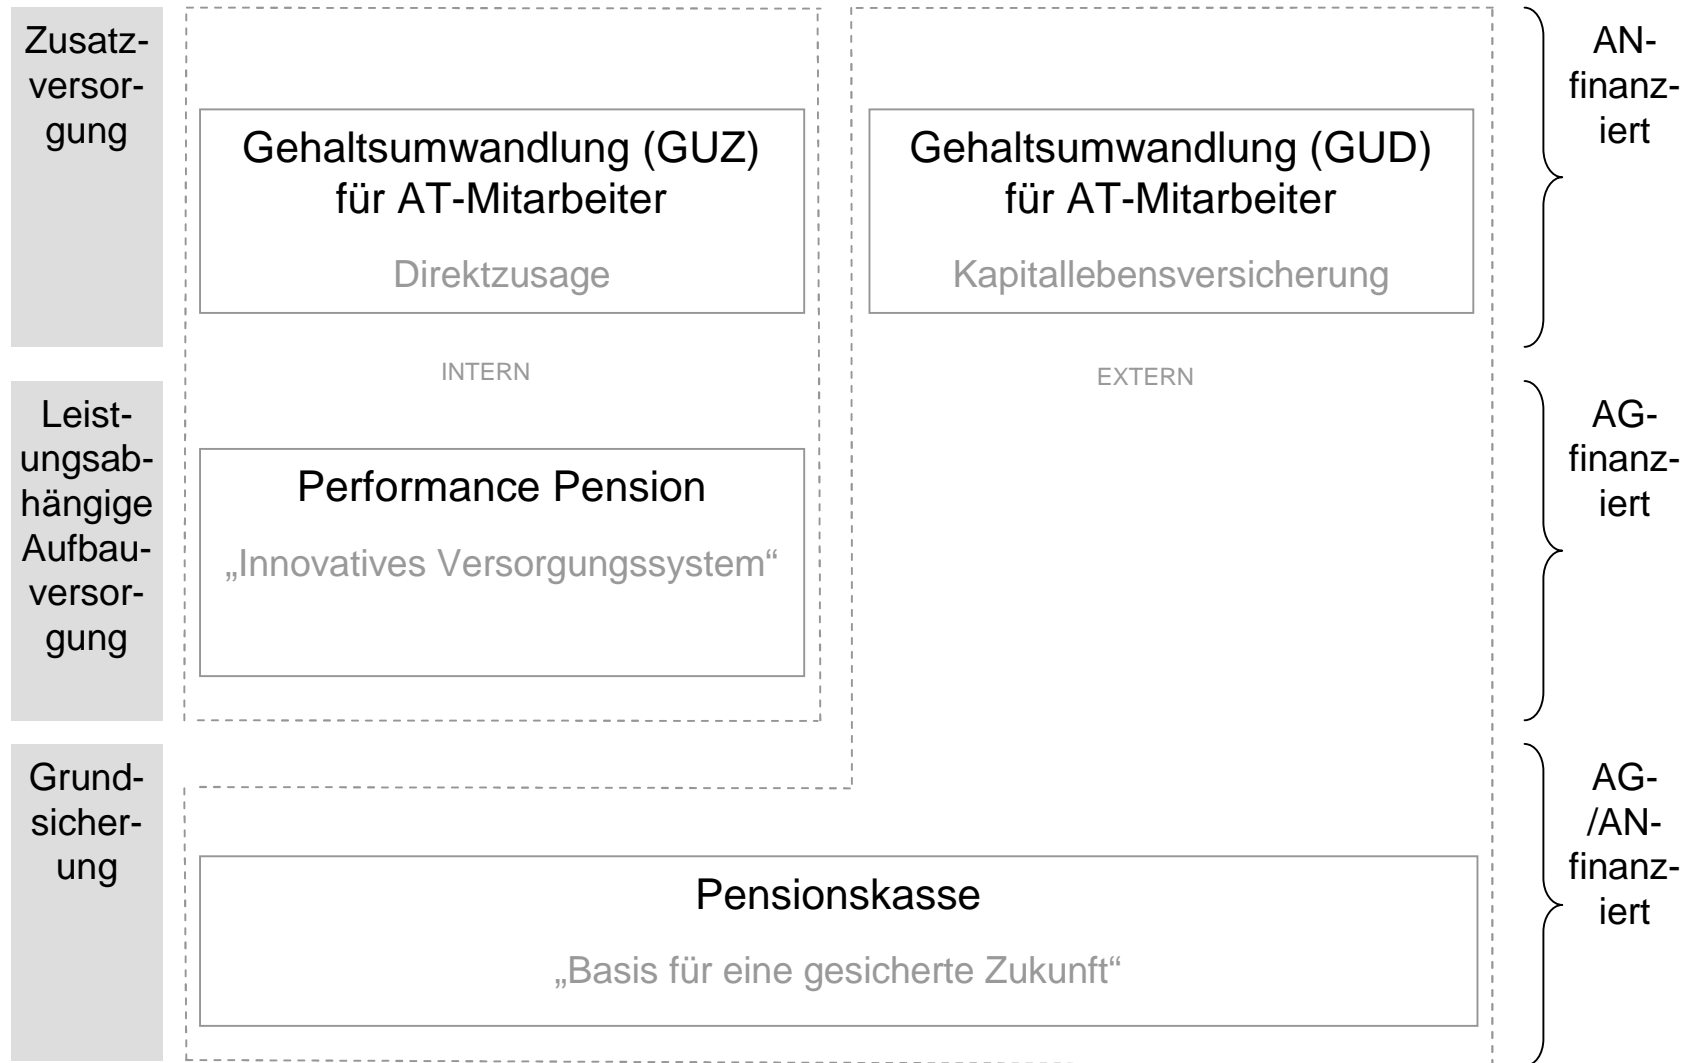 Zusatz-
versor-
gung
Gehaltsumwandlung (GUZ)
für AT-Mitarbeiter
Direktzusage
Gehaltsumwandlung (GUD)
für AT-Mitarbeiter
Kapitallebensversicherung
AN-
finanz-
iert
INTERN
EXTERN
Leist-
ungsab-
hängige
Aufbau-
versor-
gung
Performance Pension
„Innovatives Versorgungssystem“
AG-
finanz-
iert
Grund-
sicher-
ung
Pensionskasse
„Basis für eine gesicherte Zukunft“
AG-
/AN-
finanz-
iert